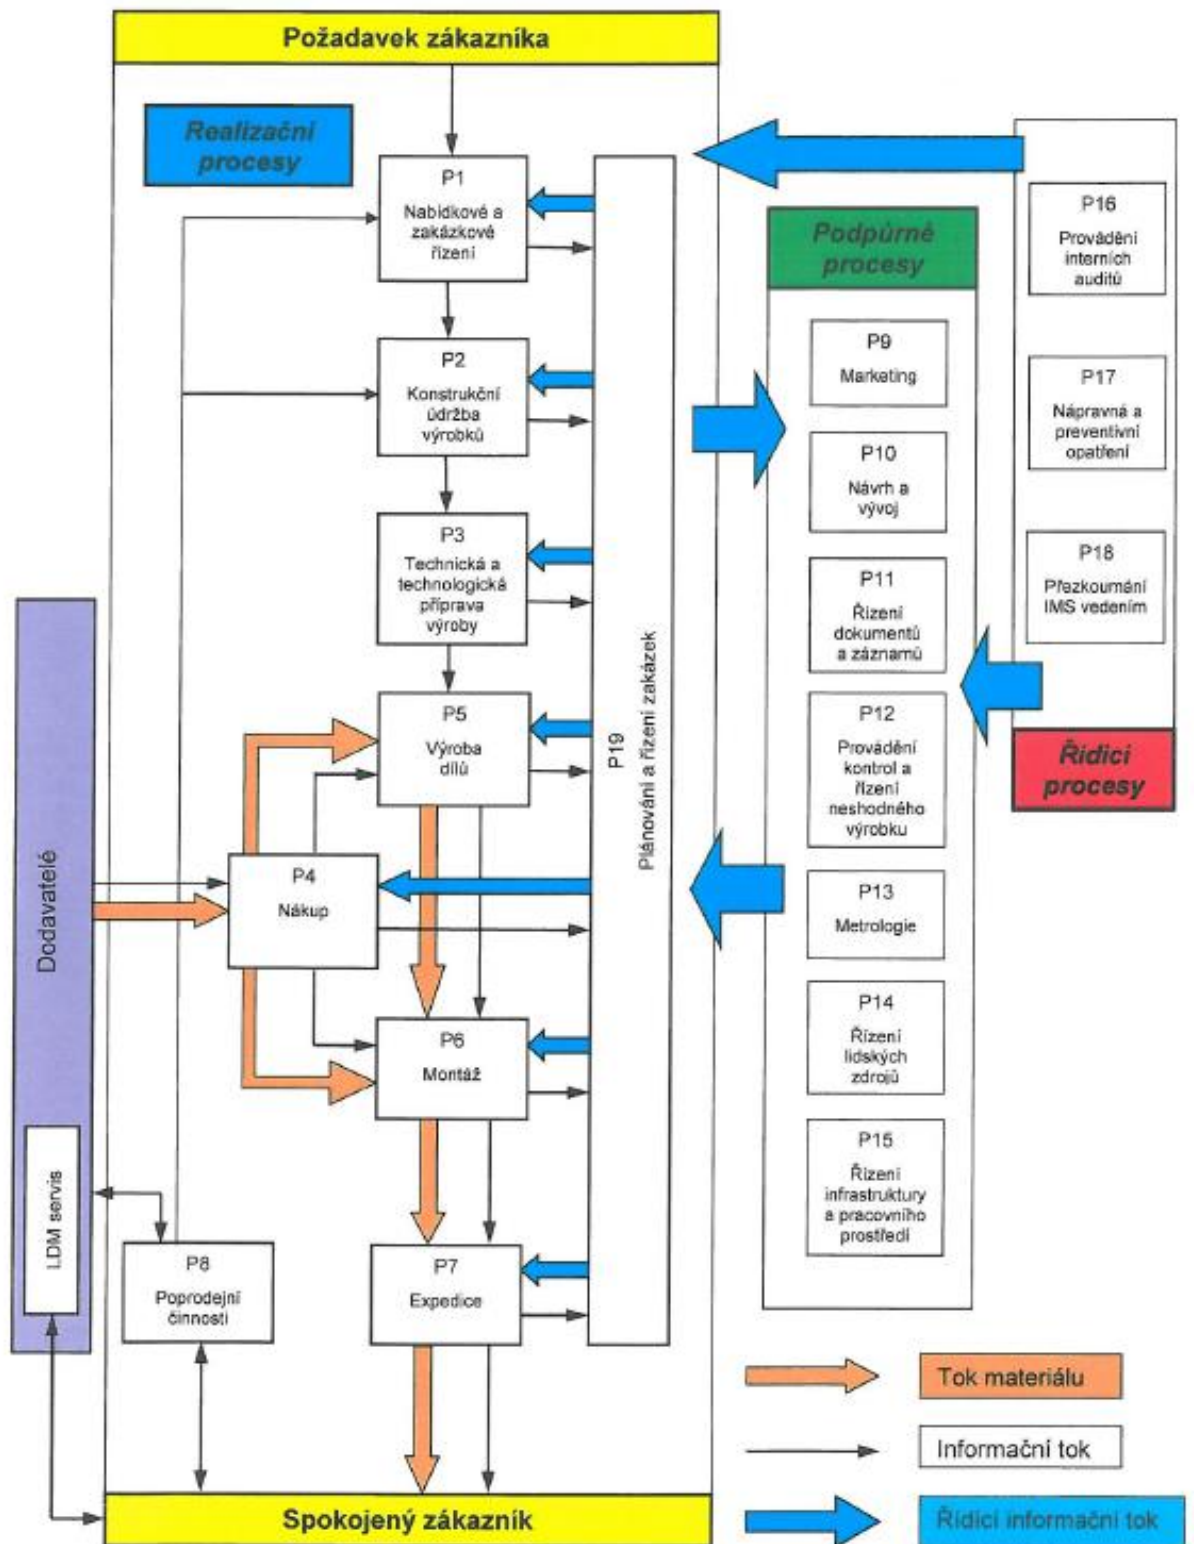 Požadavek zákazníka
Realizační
procesy
P1
Nabídkové a
zakázkové
řízení
P2
Konstrukční
údržba
výrobků
P3
Technická a
technologická
příprava
výroby
P5
Výroba
dílů
P4
Nákup
P6
Montáž
P7
Expedice
P8
Poprodejní
činnosti
Dodavatelé
LDM servis
P19
Plánování a řízení zakázek
Podpůrné
procesy
P9
Marketing
P10
Návrh a
vývoj
P11
Řízení
dokumentů
a záznamů
P12
Provádění
kontrol a
řízení
neshodného
výrobku
P13
Metrologie
P14
Řízení
lidských
zdrojů
P15
Řízení
infrastruktury
a pracovního
prostředí
P16
Provádění
interních
auditů
P17
Nápravná a
preventivní
opatření
P18
Přezkoumání
IMS vedením
Řídicí
procesy
Tok materiálu
Informační tok
Řídicí informační tok
Spokojený zákazník